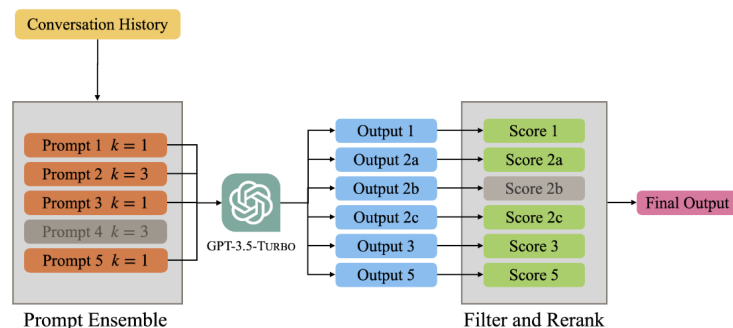 Conversation History
Prompt 1 k = 1
Prompt 2 k = 3
Prompt 3 k = 1
Prompt 4 k = 3
Prompt 5 k = 1
Prompt Ensemble
GPT-3.5-TURBO
Output 1
Output 2a
Output 2b
Output 2c
Output 3
Output 5
Score 1
Score 2a
Score 2b
Score 2c
Score 3
Score 5
Filter and Rerank
Final Output